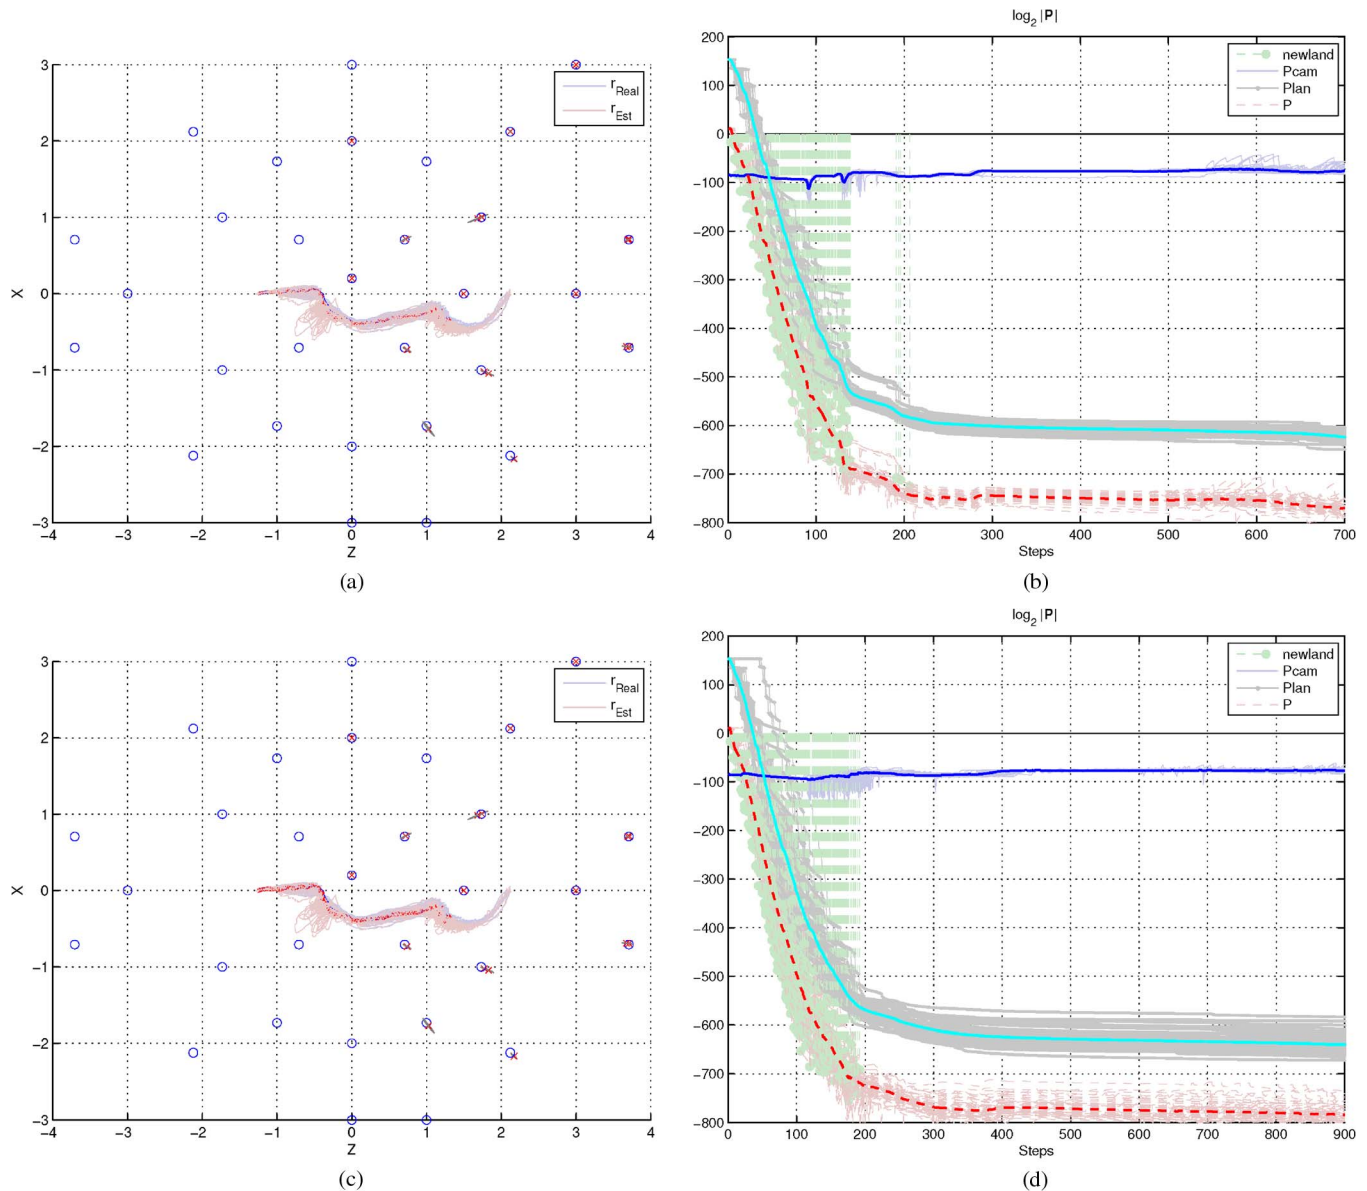 3
2
1
0
−1
−2
−3
X
−4 −3 −2 −1 0 1 2 3 4
Z
r_Real
r_Est
(a)
log₂ |P|
200
100
0
−100
−200
−300
−400
−500
−600
−700
−800
0 100 200 300 400 500 600 700
Steps
newland
Pcam
Plan
P
(b)
3
2
1
0
−1
−2
−3
X
−4 −3 −2 −1 0 1 2 3 4
Z
r_Real
r_Est
(c)
log₂ |P|
200
100
0
−100
−200
−300
−400
−500
−600
−700
−800
0 100 200 300 400 500 600 700 800 900
Steps
newland
Pcam
Plan
P
(d)